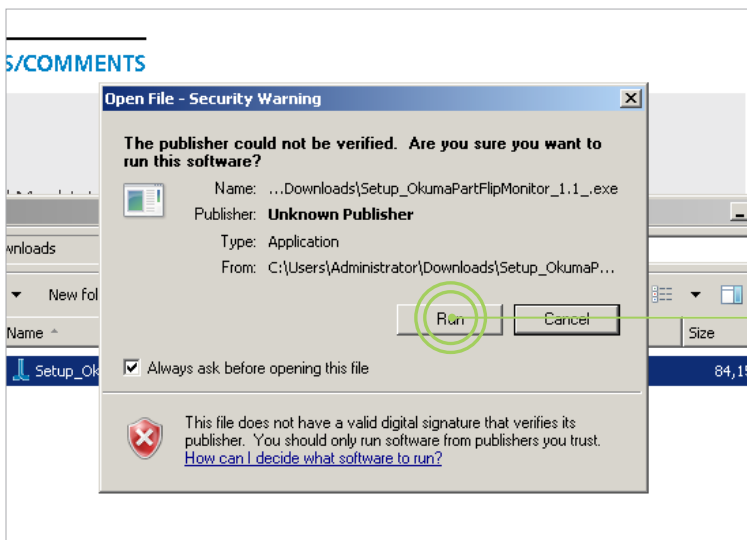 S/COMMENTS
Open File - Security Warning
The publisher could not be verified. Are you sure you want to
run this software?
Name: ...Downloads\Setup_OkumaPartFlipMonitor_1.1_.exe
Publisher: Unknown Publisher
Type: Application
From: C:\Users\Administrator\Downloads\Setup_OkumaP...
Run Cancel
Always ask before opening this file
This file does not have a valid digital signature that verifies its
publisher. You should only run software from publishers you trust.
How can I decide what software to run?
wnloads
New fol
Name Size
Setup_Ok 84,15